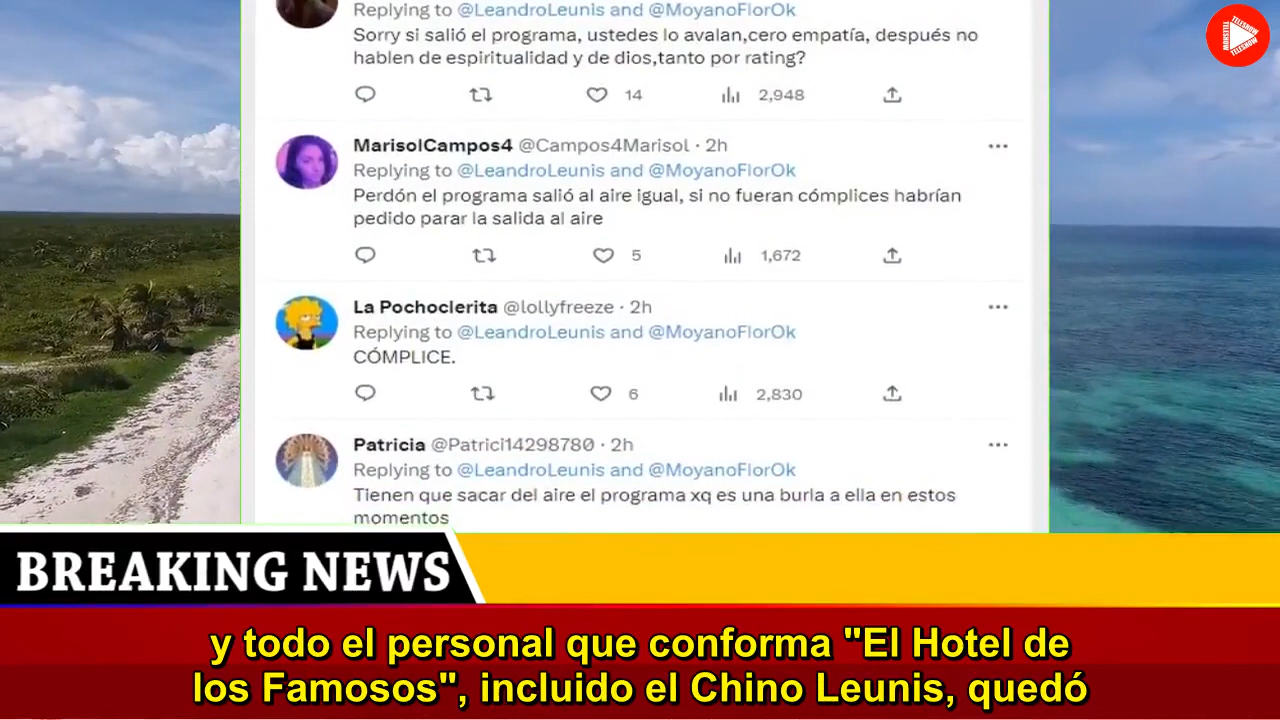 Replying to @LeandroLeunis and @MoyanoFlorOk
Sorry si salió el programa, ustedes lo avalan,cero empatía, después no
hablen de espiritualidad y de dios,tanto por rating?
14 2,948
MarisolCampos4 @Campos4Marisol · 2h
Replying to @LeandroLeunis and @MoyanoFlorOk
Perdón el programa salió al aire igual, si no fueran cómplices habrían
pedido parar la salida al aire
5 1,672
La Pochoclerita @lollyfreeze · 2h
Replying to @LeandroLeunis and @MoyanoFlorOk
CÓMPLICE.
6 2,830
Patricia @Patrici14298780 · 2h
Replying to @LeandroLeunis and @MoyanoFlorOk
Tienen que sacar del aire el programa xq es una burla a ella en estos
momentos
BREAKING NEWS
y todo el personal que conforma "El Hotel de
los Famosos", incluido el Chino Leunis, quedó